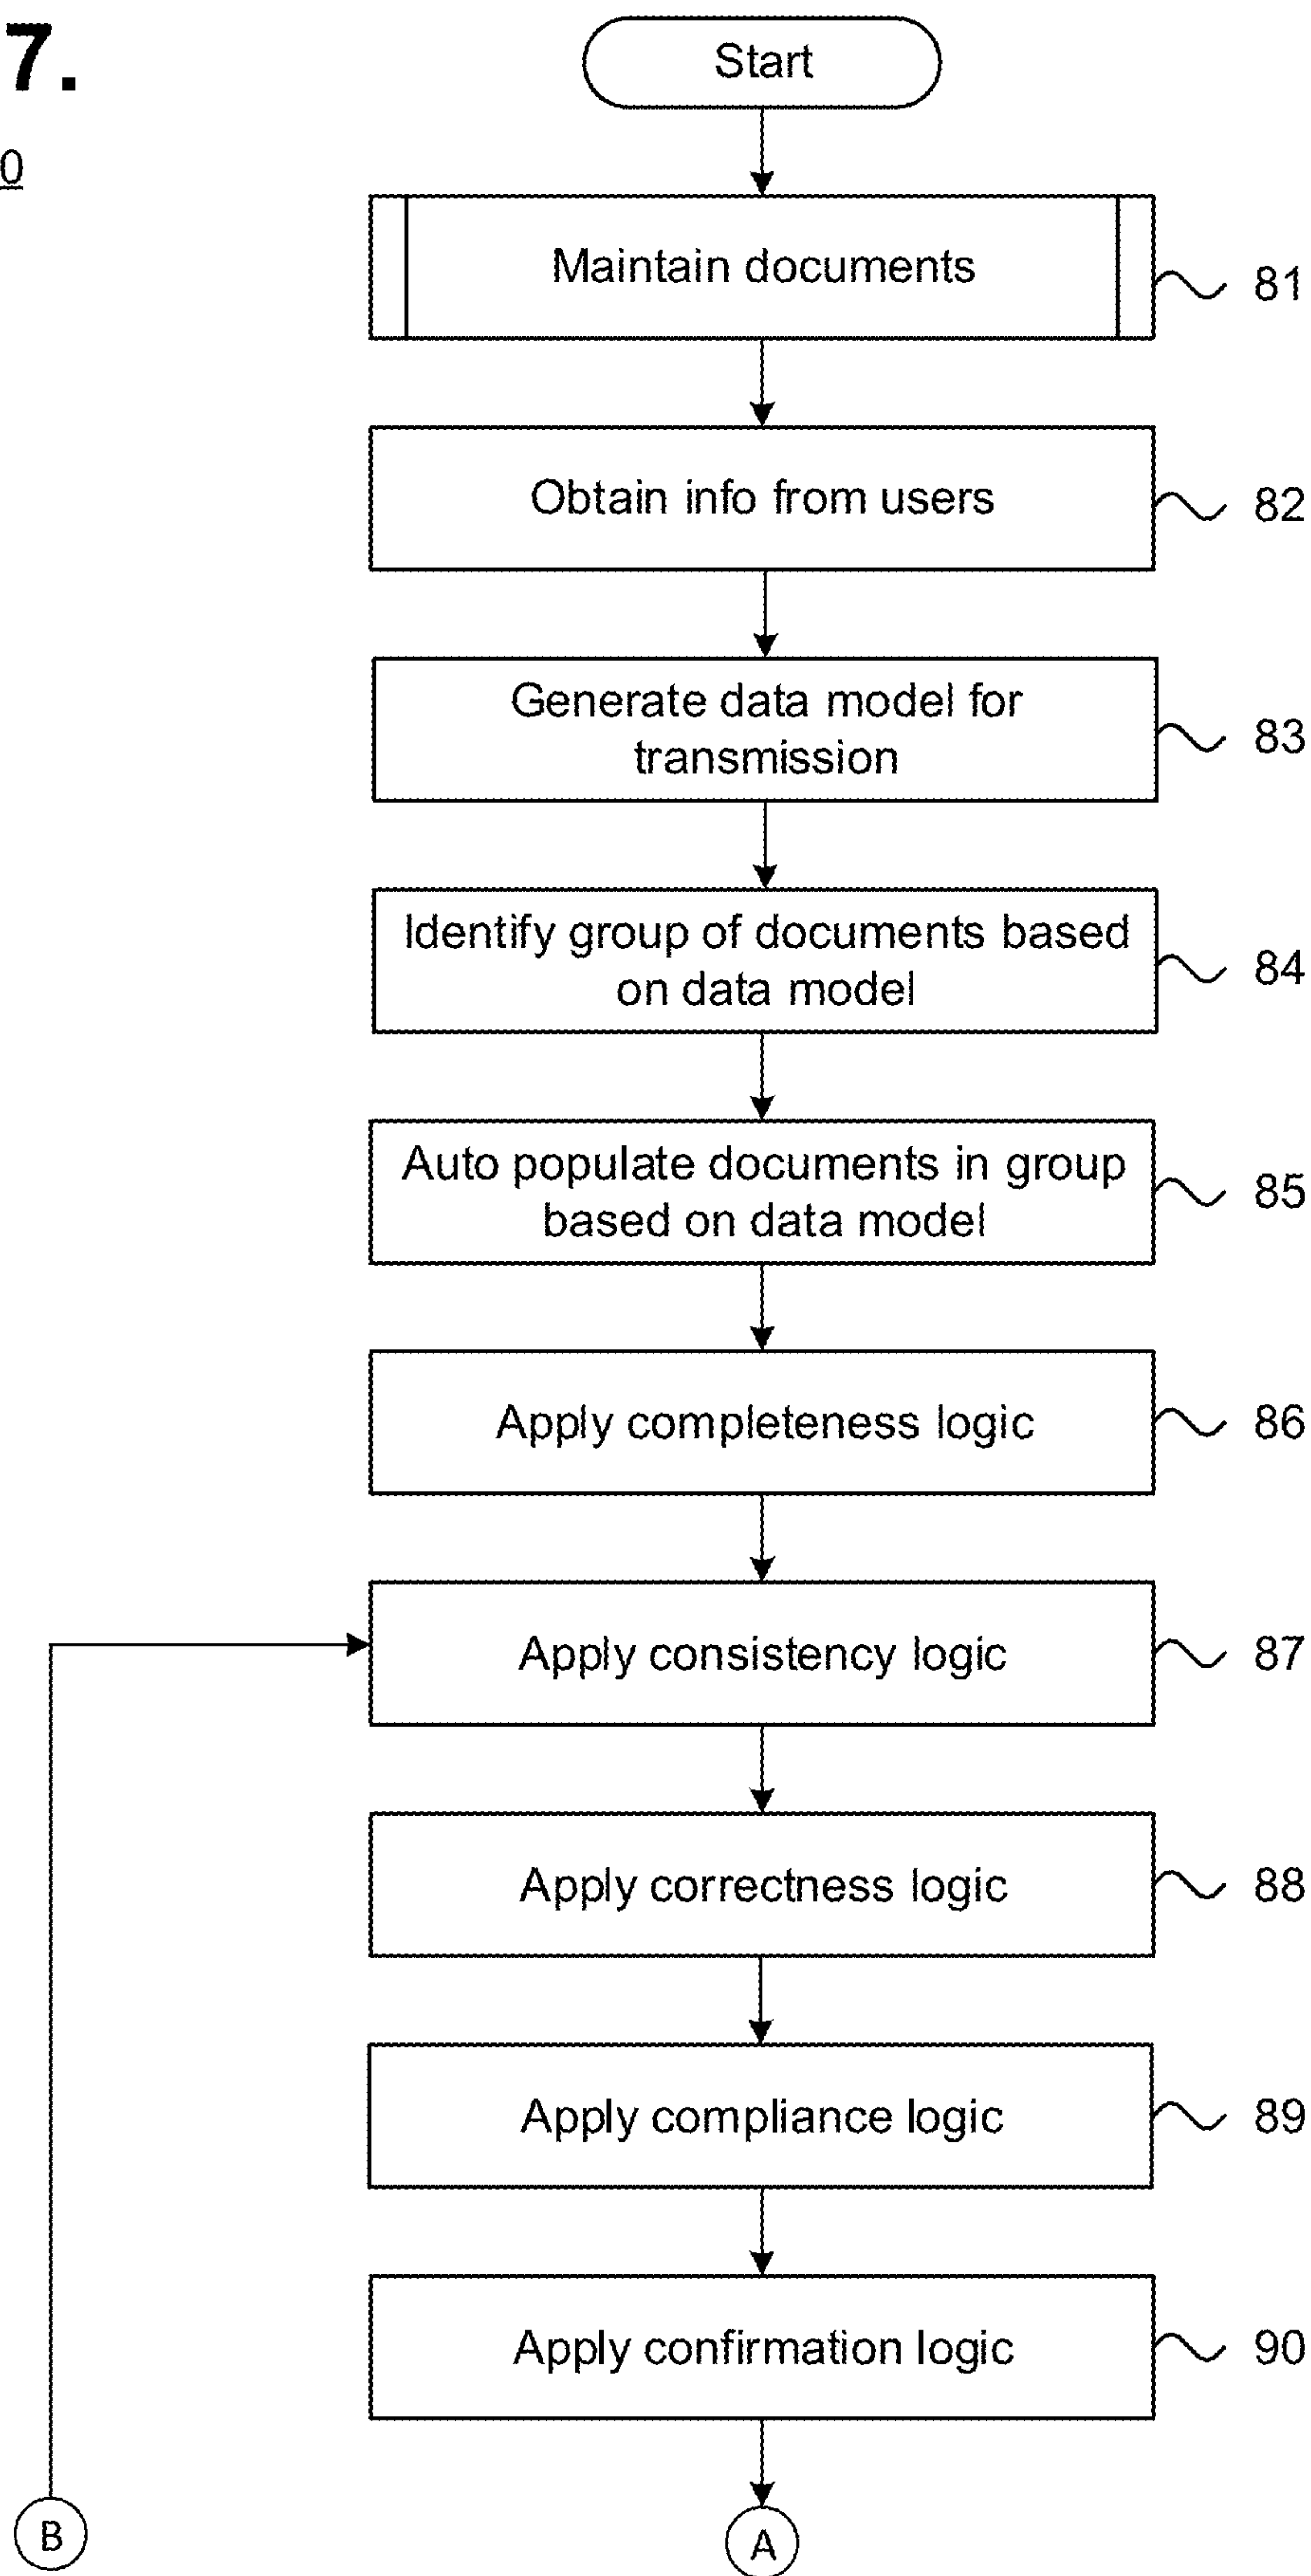 7.
0
Start
Maintain documents
81
Obtain info from users
82
Generate data model for
transmission
83
Identify group of documents based
on data model
84
Auto populate documents in group
based on data model
85
Apply completeness logic
86
Apply consistency logic
87
Apply correctness logic
88
Apply compliance logic
89
Apply confirmation logic
90
B
A